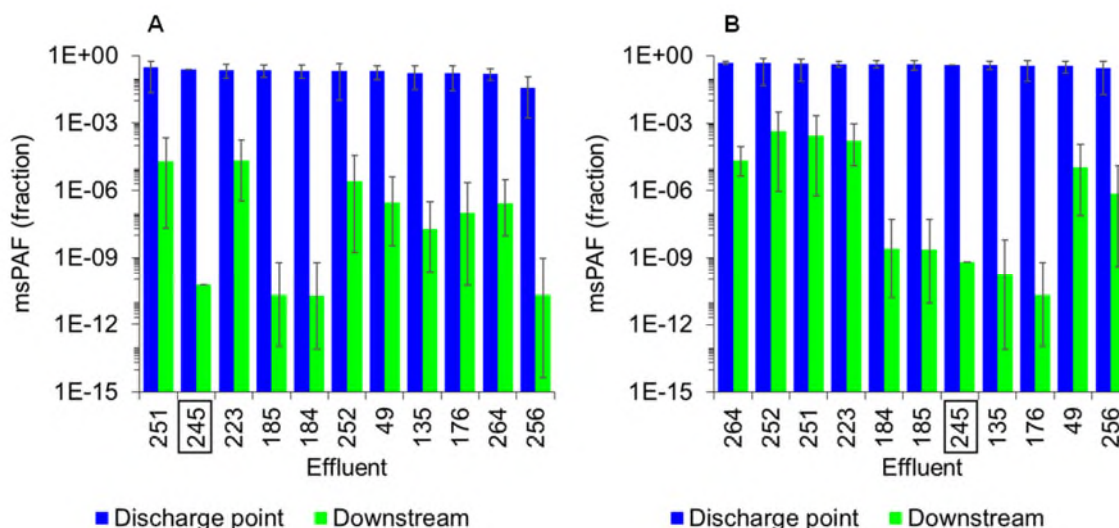 A
msPAF (fraction)
1E+00
1E-03
1E-06
1E-09
1E-12
1E-15
251 245 223 185 184 252 49 135 176 264 256
Effluent
Discharge point Downstream
B
msPAF (fraction)
1E+00
1E-03
1E-06
1E-09
1E-12
1E-15
264 252 251 223 184 185 245 135 176 49 256
Effluent
Discharge point Downstream